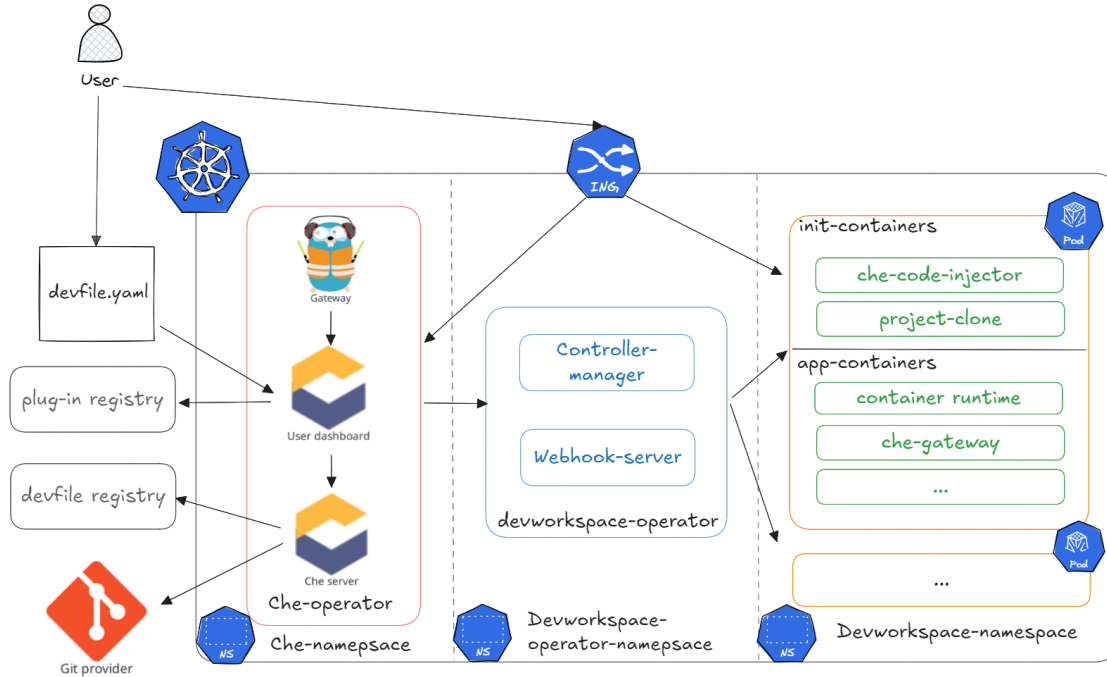 User
ING
init-containers
Pod
che-code-injector
project-clone
app-containers
container runtime
che-gateway
...
Gateway
devfile.yaml
Controller-
manager
plug-in registry
User dashboard
Webhook-server
devfile registry
devworkspace-operator
Che server
Che-operator
Pod
...
Git provider
NS
Che-namepsace
NS
Devworkspace-
operator-namepsace
NS
Devworkspace-namespace